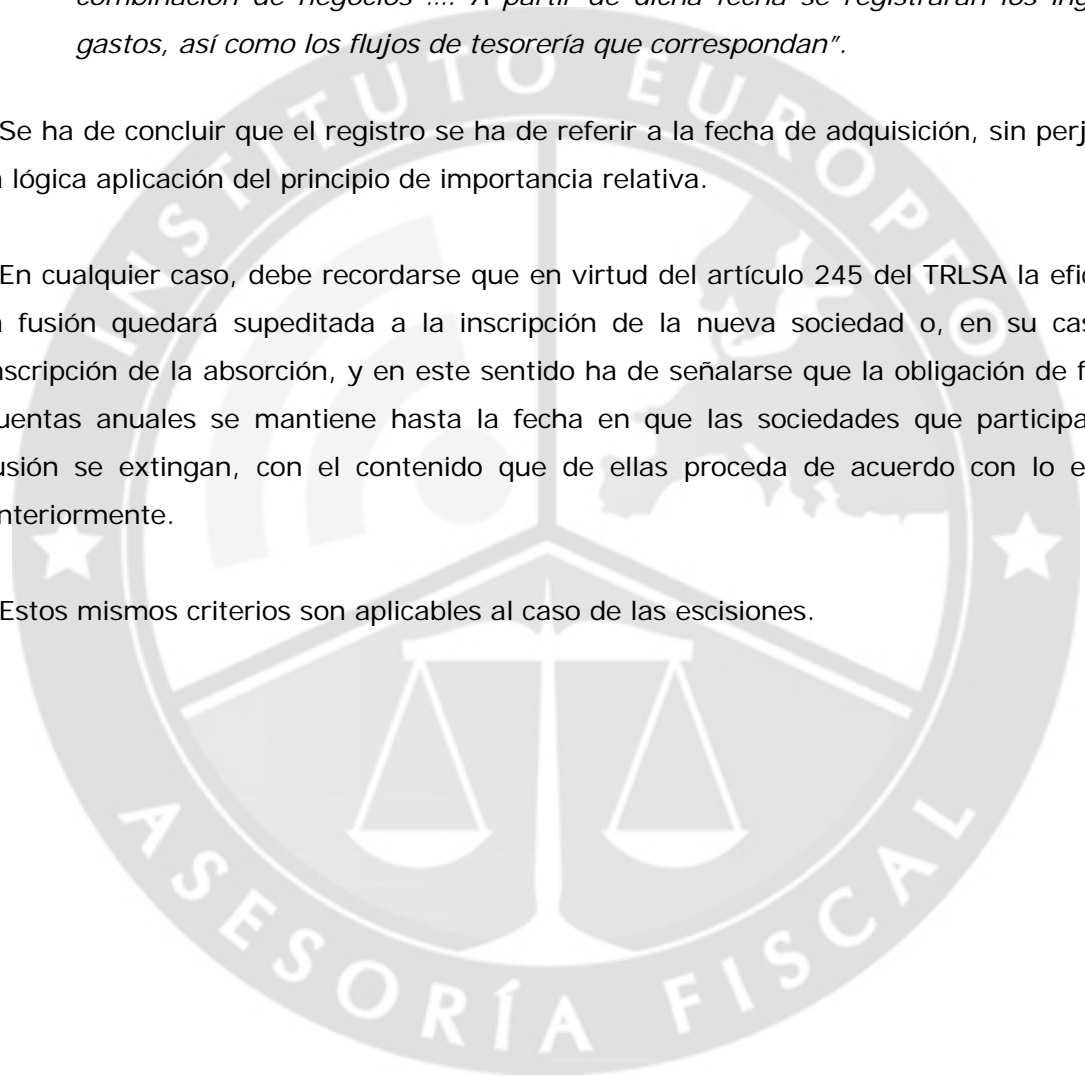 combinación de negocios .... A partir de dicha fecha se registrarán los
gastos, así como los flujos de tesorería que correspondan".
Se ha de concluir que el registro se ha de referir a la fecha de adquisición, sin
lógica aplicación del principio de importancia relativa.
En cualquier caso, debe recordarse que en virtud del artículo 245 del TRLSA la
fusión quedará supeditada a la inscripción de la nueva sociedad o, en su
inscripción de la absorción, y en este sentido ha de señalarse que la obligación de
cuentas anuales se mantiene hasta la fecha en que las sociedades que
fusión se extingan, con el contenido que de ellas proceda de acuerdo con lo
anteriormente.
Estos mismos criterios son aplicables al caso de las escisiones.
INSTITUTO EUROPEO
ASESORÍA FISCAL